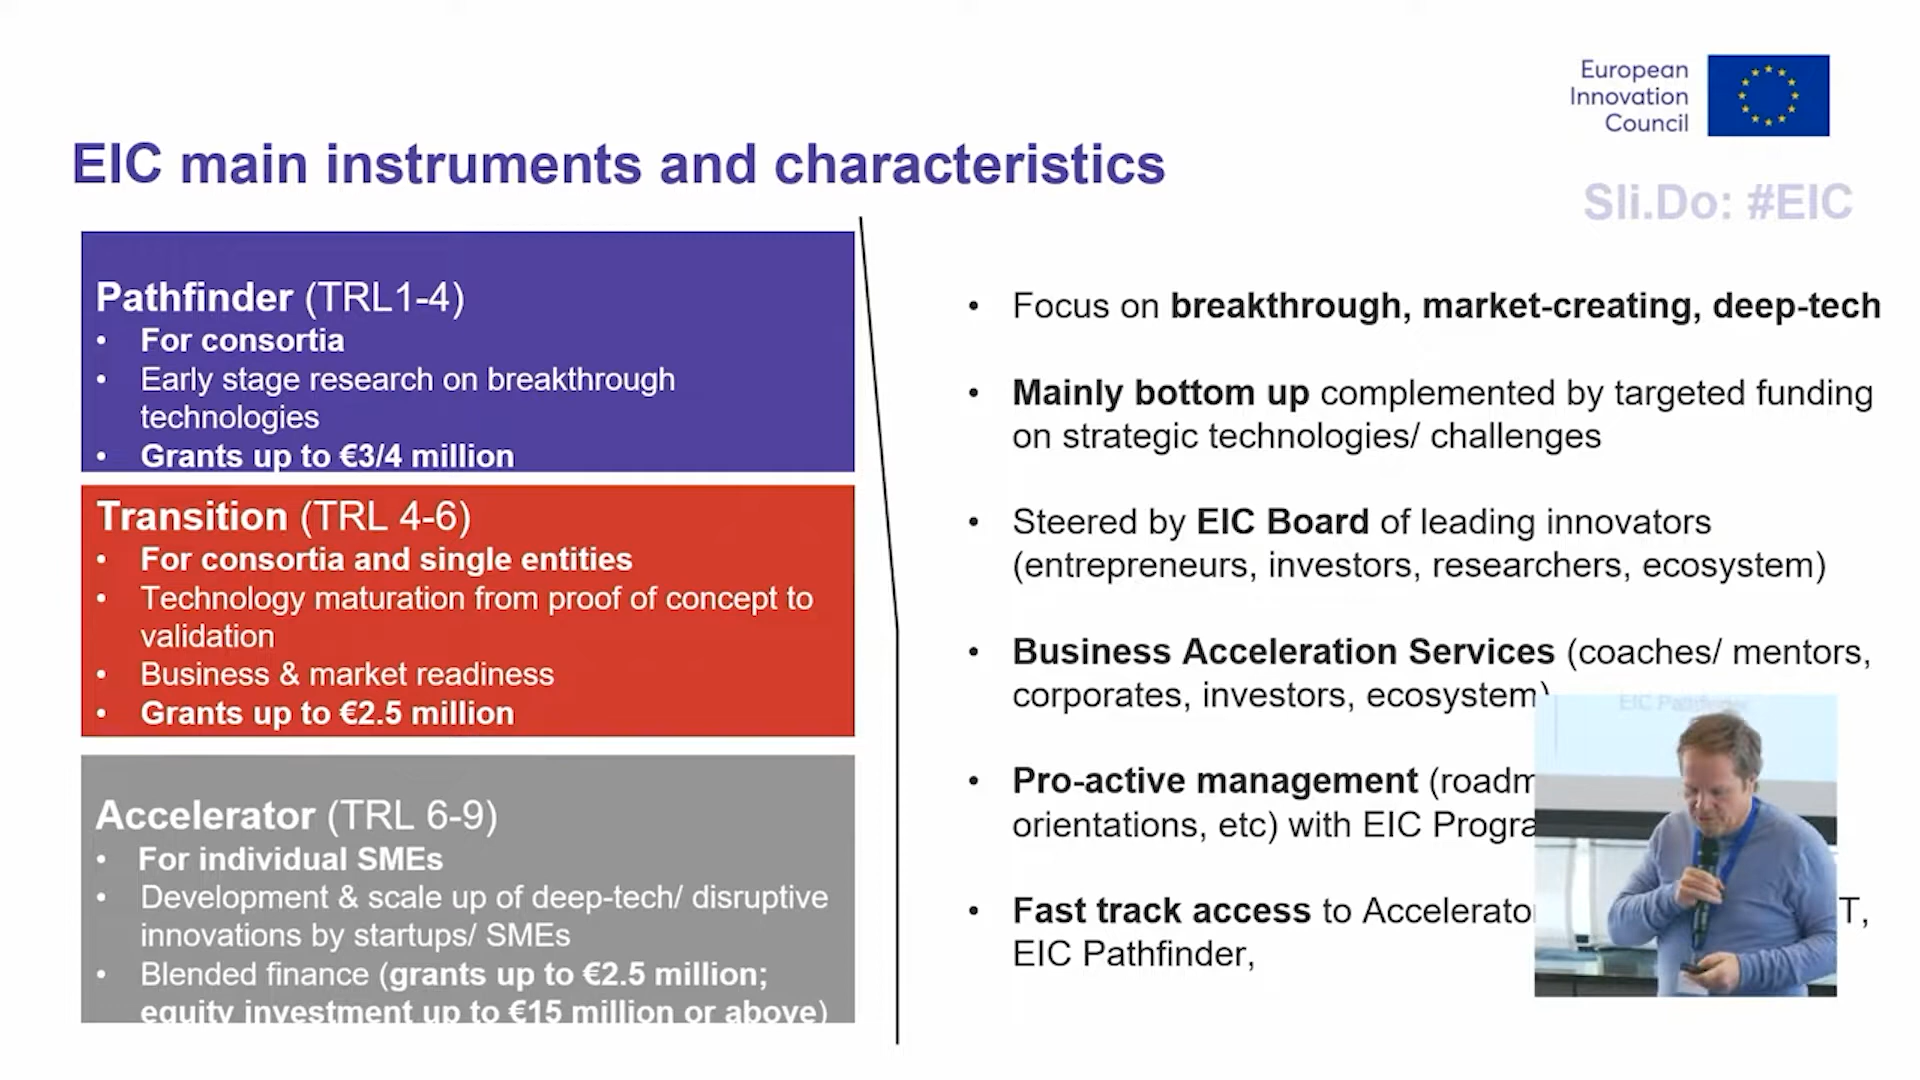 European
Innovation
Council
EIC main instruments and characteristics
Sli.Do: #EIC
Pathfinder (TRL1-4)
• For consortia
• Early stage research on breakthrough
technologies
• Grants up to €3/4 million
Transition (TRL 4-6)
• For consortia and single entities
• Technology maturation from proof of concept to
validation
• Business & market readiness
• Grants up to €2.5 million
Accelerator (TRL 6-9)
• For individual SMEs
• Development & scale up of deep-tech/ disruptive
innovations by startups/ SMEs
• Blended finance (grants up to €2.5 million;
equity investment up to €15 million or above)
• Focus on breakthrough, market-creating, deep-tech
• Mainly bottom up complemented by targeted funding
on strategic technologies/ challenges
• Steered by EIC Board of leading innovators
(entrepreneurs, investors, researchers, ecosystem)
• Business Acceleration Services (coaches/ mentors,
corporates, investors, ecosystem)
• Pro-active management (roadm
orientations, etc) with EIC Progra
• Fast track access to Accelerato T,
EIC Pathfinder,
EIC Pathfinder